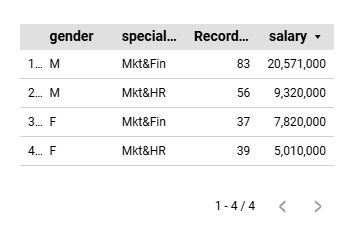 gender special... Record... salary
1... M Mkt&Fin 83 20,571,000
2... M Mkt&HR 56 9,320,000
3... F Mkt&Fin 37 7,820,000
4... F Mkt&HR 39 5,010,000
1 - 4 / 4